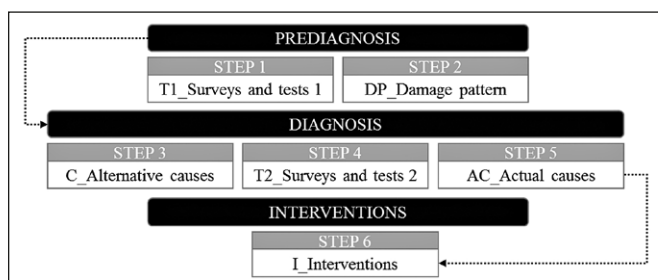 PREDIAGNOSIS
STEP 1
T1_Surveys and tests 1
STEP 2
DP_Damage pattern
DIAGNOSIS
STEP 3
C_Alternative causes
STEP 4
T2_Surveys and tests 2
STEP 5
AC_Actual causes
INTERVENTIONS
STEP 6
I_Interventions